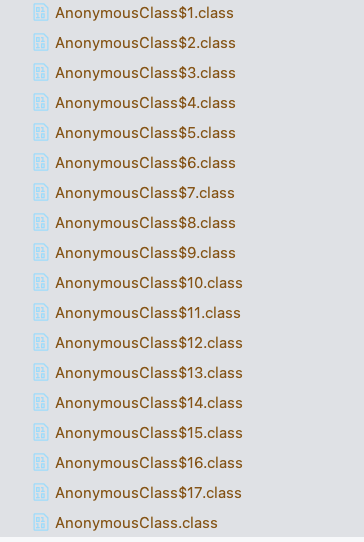 AnonymousClass$1.class
AnonymousClass$2.class
AnonymousClass$3.class
AnonymousClass$4.class
AnonymousClass$5.class
AnonymousClass$6.class
AnonymousClass$7.class
AnonymousClass$8.class
AnonymousClass$9.class
AnonymousClass$10.class
AnonymousClass$11.class
AnonymousClass$12.class
AnonymousClass$13.class
AnonymousClass$14.class
AnonymousClass$15.class
AnonymousClass$16.class
AnonymousClass$17.class
AnonymousClass.class